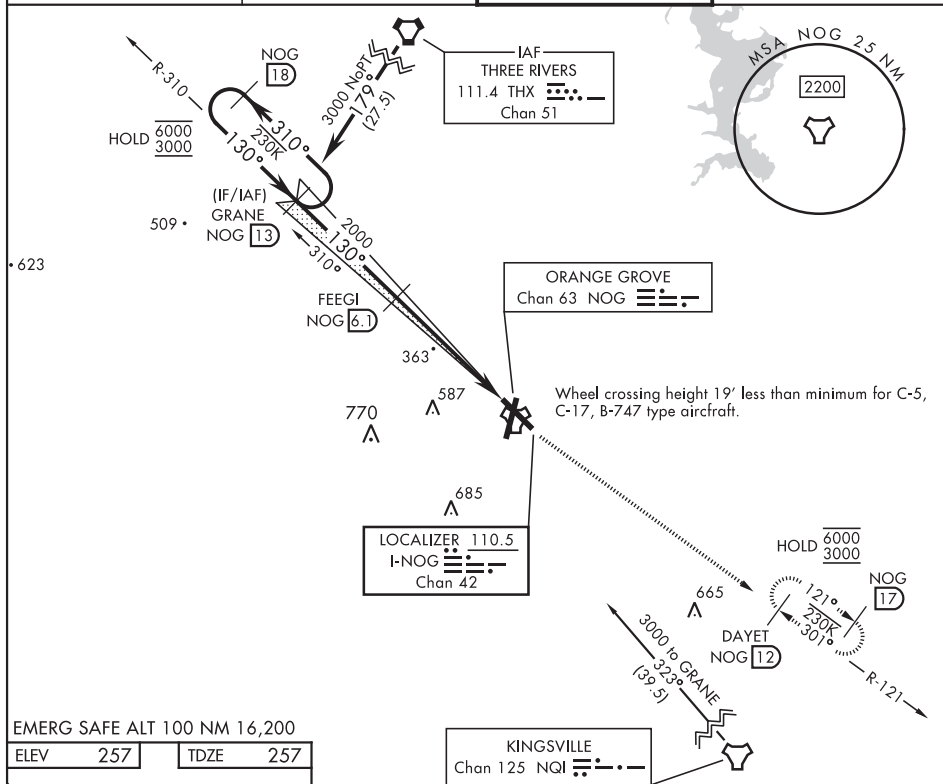 NOG
18
R-310
HOLD 6000
3000
310°
230K
130°
3000 NoPT
179°
(27.5)
IAF
THREE RIVERS
111.4 THX
Chan 51
MSA NOG 25 NM
2200
(IF/IAF)
GRANE
NOG 13
509
623
2000
130°
310°
FEEGI
NOG 6.1
ORANGE GROVE
Chan 63 NOG
363
587
770
Wheel crossing height 19' less than minimum for C-5,
C-17, B-747 type aircfraft.
685
LOCALIZER 110.5
I-NOG
Chan 42
HOLD 6000
3000
NOG
17
121°
230K
301°
665
DAYET
NOG 12
R-121
3000 to GRANE
323°
(39.5)
EMERG SAFE ALT 100 NM 16,200
ELEV 257
TDZE 257
KINGSVILLE
Chan 125 NQI